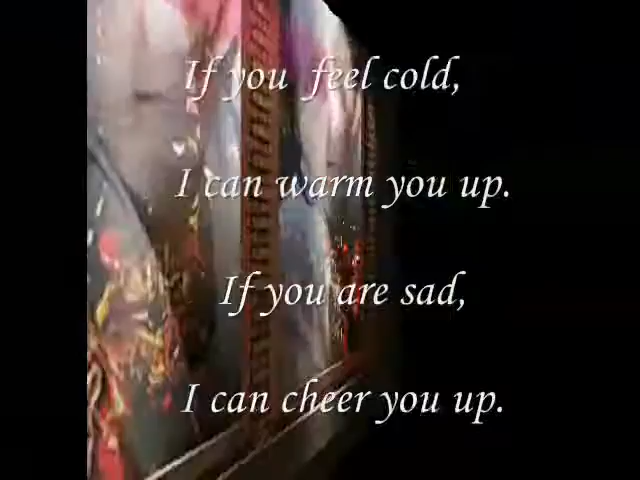 If you feel cold,
I can warm you up.
If you are sad,
I can cheer you up.